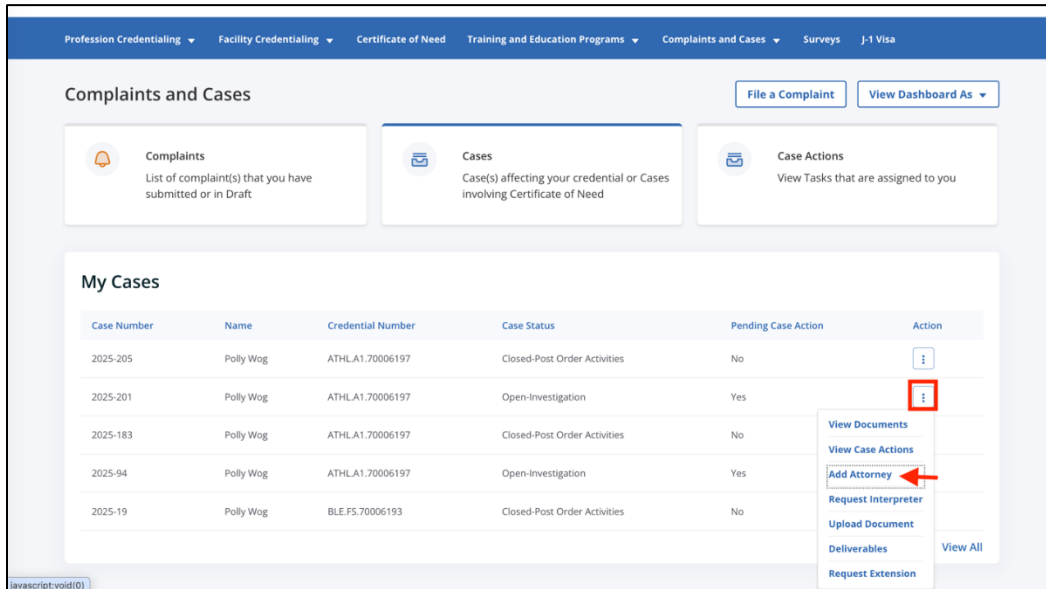 Profession Credentialing Facility Credentialing Certificate of Need Training and Education Programs Complaints and Cases Surveys J-1 Visa
Complaints and Cases
File a Complaint
View Dashboard As
Complaints
List of complaint(s) that you have
submitted or in Draft
Cases
Case(s) affecting your credential or Cases
involving Certificate of Need
Case Actions
View Tasks that are assigned to you
My Cases
Case Number Name Credential Number Case Status Pending Case Action Action
2025-205 Polly Wog ATHL.A1.70006197 Closed-Post Order Activities No
2025-201 Polly Wog ATHL.A1.70006197 Open-Investigation Yes
2025-183 Polly Wog ATHL.A1.70006197 Closed-Post Order Activities No
2025-94 Polly Wog ATHL.A1.70006197 Open-Investigation Yes
2025-19 Polly Wog BLE.FS.70006193 Closed-Post Order Activities No
View Documents
View Case Actions
Add Attorney
Request Interpreter
Upload Document
Deliverables
Request Extension
View All
javascript:void(0)